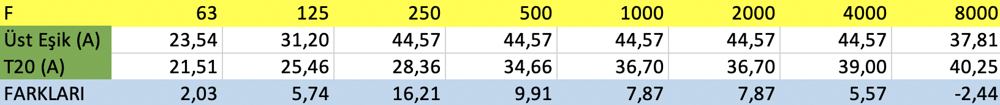 F 63 125 250 500 1000 2000 4000 8000
Üst Eşik (A) 23,54 31,20 44,57 44,57 44,57 44,57 44,57 37,81
T20 (A) 21,51 25,46 28,36 34,66 36,70 36,70 39,00 40,25
FARKLARI 2,03 5,74 16,21 9,91 7,87 7,87 5,57 -2,44